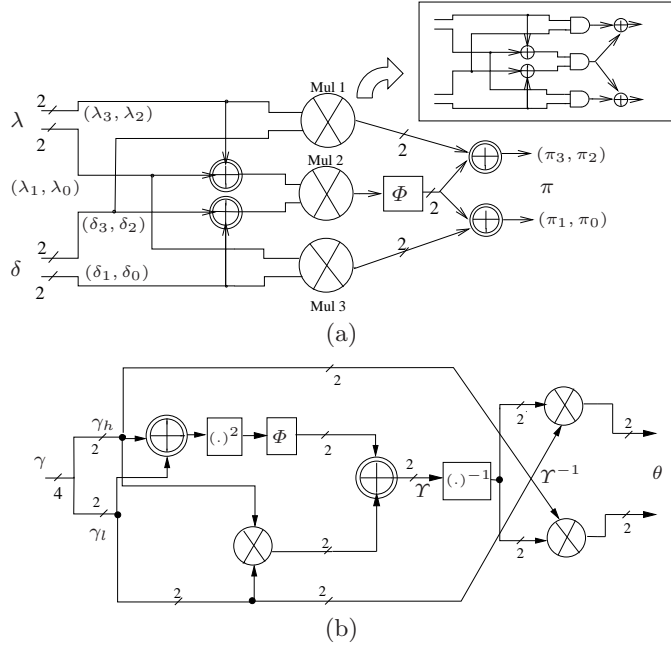 λ
2
2
(λ₃, λ₂)
(λ₁, λ₀)
(δ₃, δ₂)
δ
2
2
(δ₁, δ₀)
Mul 1
Mul 2
Mul 3
Φ
2
2
2
(π₃, π₂)
π
(π₁, π₀)
(a)
γ
4
γₕ
2
2
γₗ
(.)²
Φ
2
2
2
2
2
2
ϒ
(.)⁻¹
ϒ⁻¹
2
2
2
2
θ
(b)